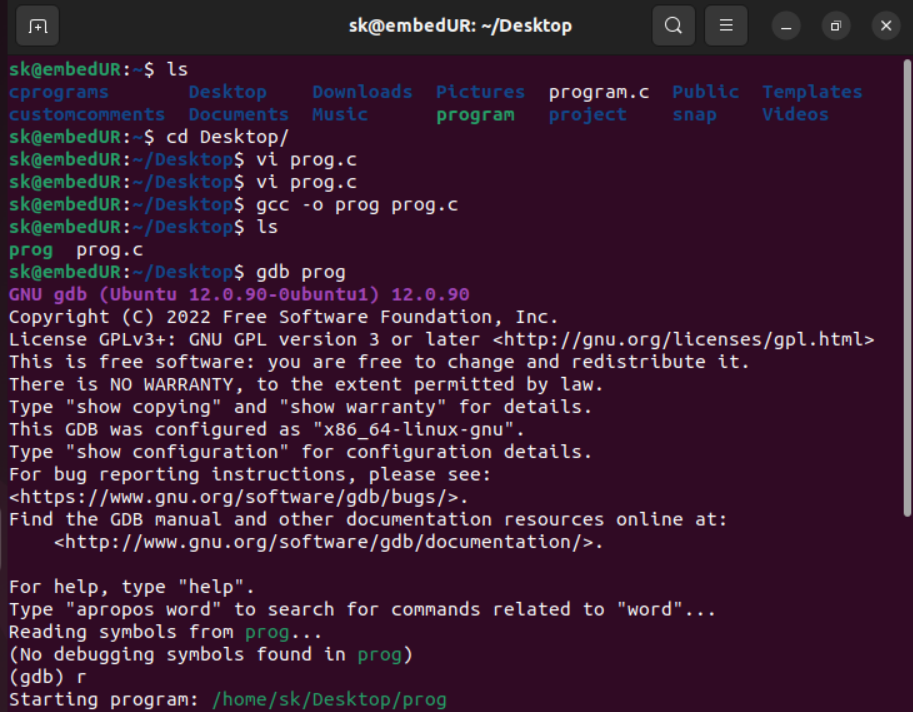 sk@embedUR: ~/Desktop
sk@embedUR:~$ ls
cprograms Desktop Downloads Pictures program.c Public Templates
customcomments Documents Music program project snap Videos
sk@embedUR:~$ cd Desktop/
sk@embedUR:~/Desktop$ vi prog.c
sk@embedUR:~/Desktop$ vi prog.c
sk@embedUR:~/Desktop$ gcc -o prog prog.c
sk@embedUR:~/Desktop$ ls
prog prog.c
sk@embedUR:~/Desktop$ gdb prog
GNU gdb (Ubuntu 12.0.90-0ubuntu1) 12.0.90
Copyright (C) 2022 Free Software Foundation, Inc.
License GPLv3+: GNU GPL version 3 or later <http://gnu.org/licenses/gpl.html>
This is free software: you are free to change and redistribute it.
There is NO WARRANTY, to the extent permitted by law.
Type "show copying" and "show warranty" for details.
This GDB was configured as "x86_64-linux-gnu".
Type "show configuration" for configuration details.
For bug reporting instructions, please see:
<https://www.gnu.org/software/gdb/bugs/>.
Find the GDB manual and other documentation resources online at:
    <http://www.gnu.org/software/gdb/documentation/>.

For help, type "help".
Type "apropos word" to search for commands related to "word"...
Reading symbols from prog...
(No debugging symbols found in prog)
(gdb) r
Starting program: /home/sk/Desktop/prog